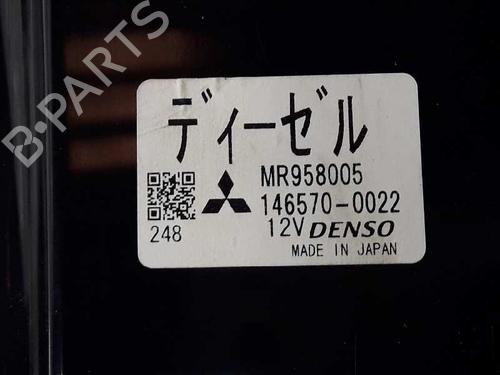 B-PARTS
ディーゼル
MR958005
146570-0022
248
12V DENSO
MADE IN JAPAN